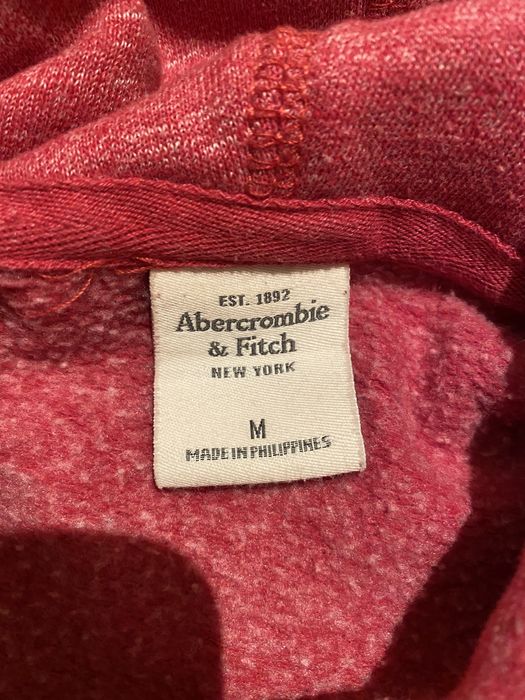 EST. 1892
Abercrombie
& Fitch
NEW YORK
M
MADE IN PHILIPPINES